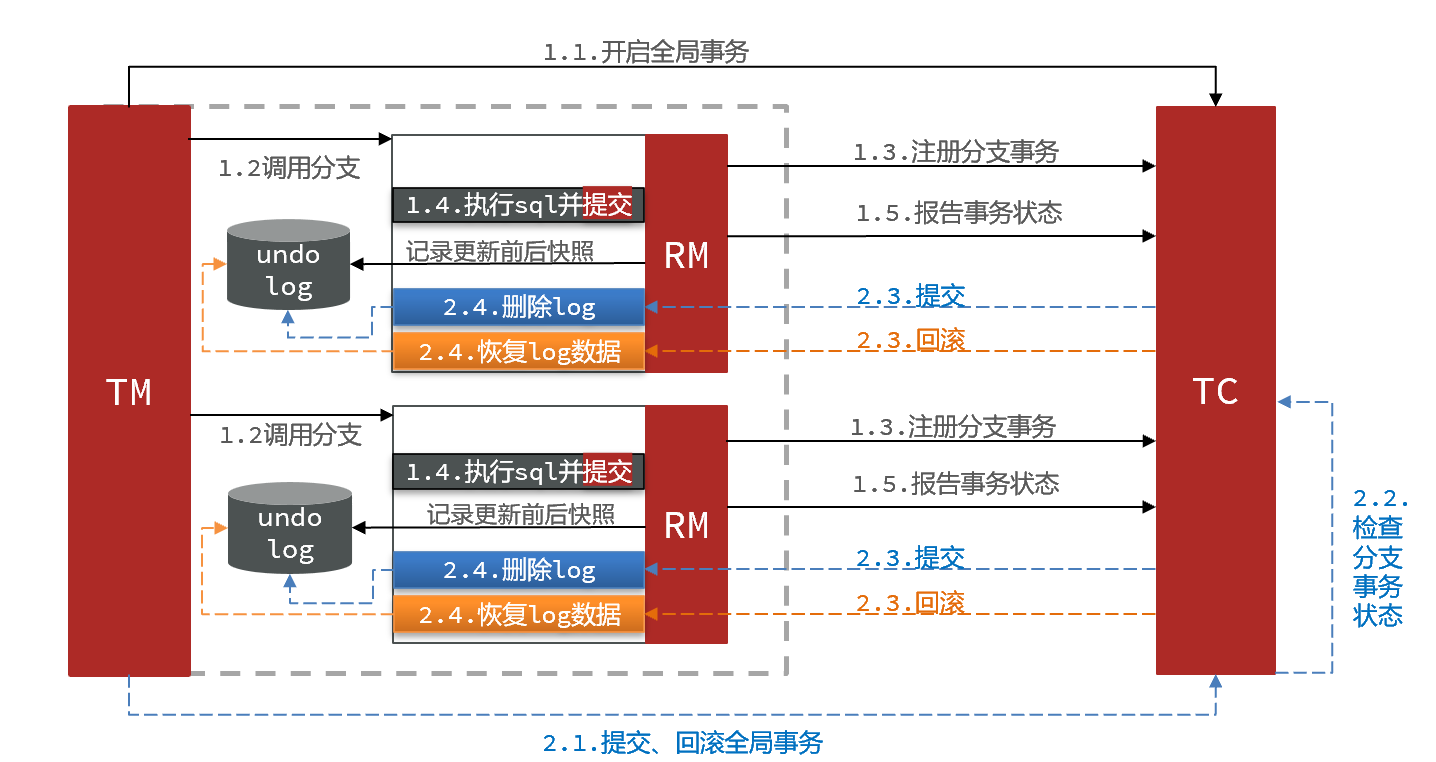 1.1.开启全局事务
TM
1.2调用分支
1.4.执行sql并提交
记录更新前后快照
undo
log
2.4.删除log
2.4.恢复log数据
RM
1.3.注册分支事务
1.5.报告事务状态
2.3.提交
2.3.回滚
TC
1.2调用分支
1.4.执行sql并提交
记录更新前后快照
undo
log
2.4.删除log
2.4.恢复log数据
RM
1.3.注册分支事务
1.5.报告事务状态
2.3.提交
2.3.回滚
2.2.
检查
分支
事务
状态
2.1.提交、回滚全局事务